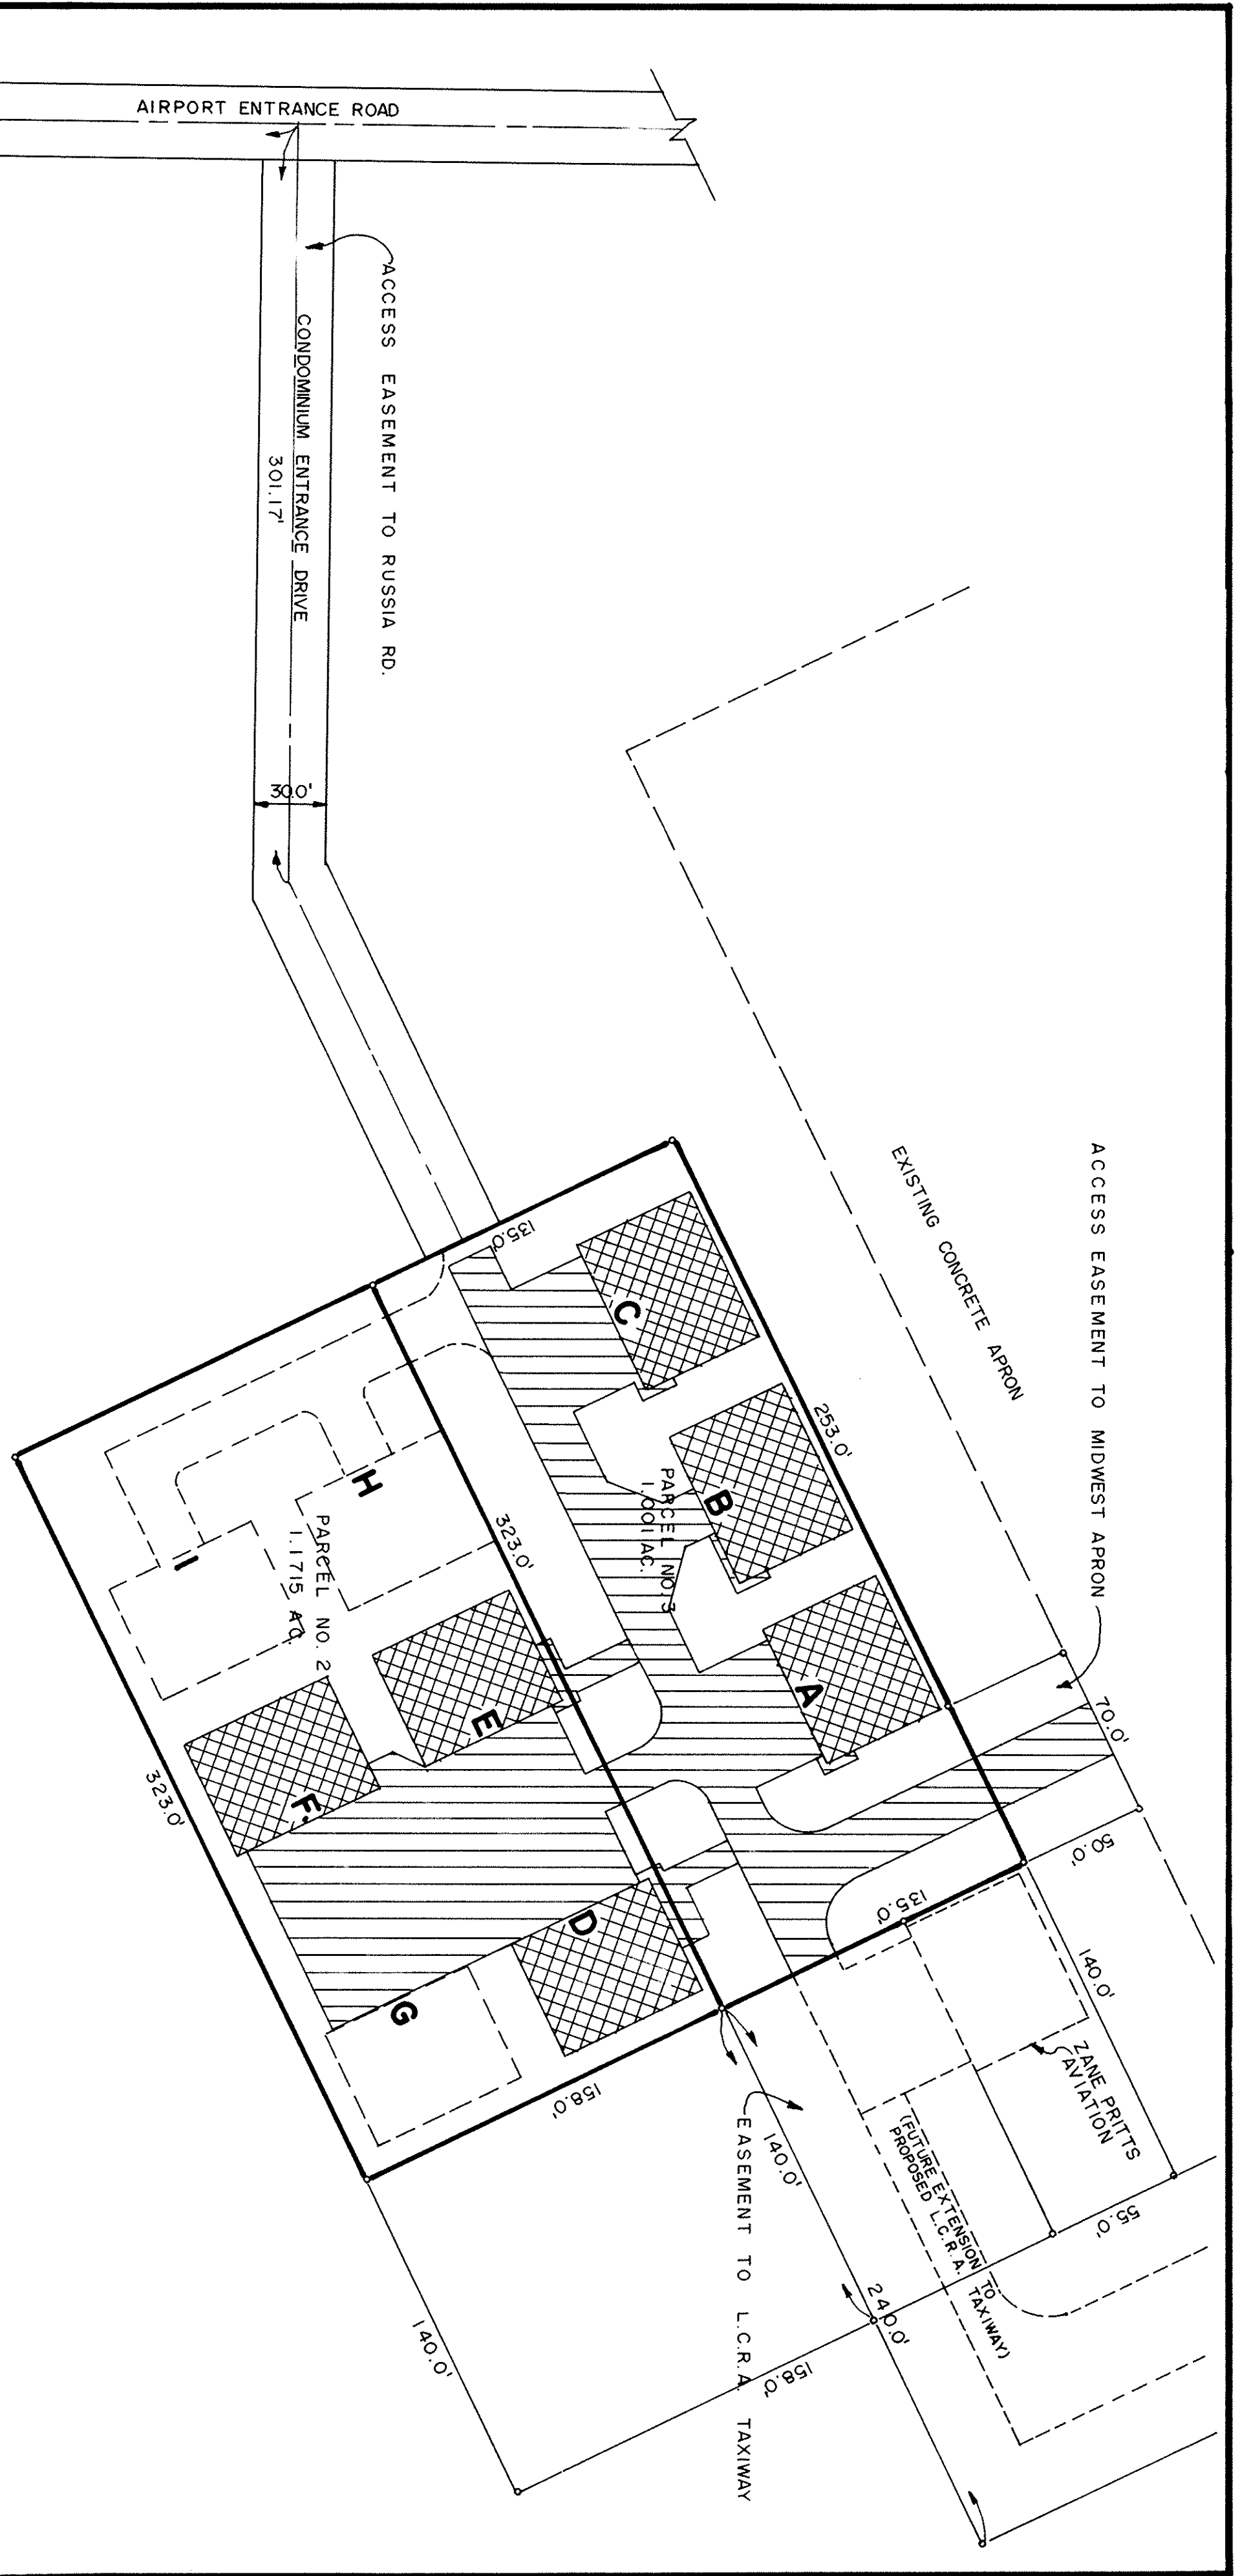 AIRPORT ENTRANCE ROAD
ACCESS EASEMENT TO RUSSIA RD.
CONDOMINIUM ENTRANCE DRIVE
301.17'
30.0'
ACCESS EASEMENT TO MIDWEST APRON
EXISTING CONCRETE APRON
135.0'
C
253.0'
B
PARCEL NO. 3
1.001 AC.
A
70.0'
50.0'
135.0'
140.0'
ZANE PRITTS
AVIATION
(FUTURE EXTENSION TO
PROPOSED L.C.R.A. TAXIWAY)
55.0'
H
323.0'
I
PARCEL NO. 2
1.1715 AC.
E
F
323.0'
D
G
158.0'
EASEMENT TO L.C.R.A. TAXIWAY
140.0'
240.0'
158.0'
140.0'